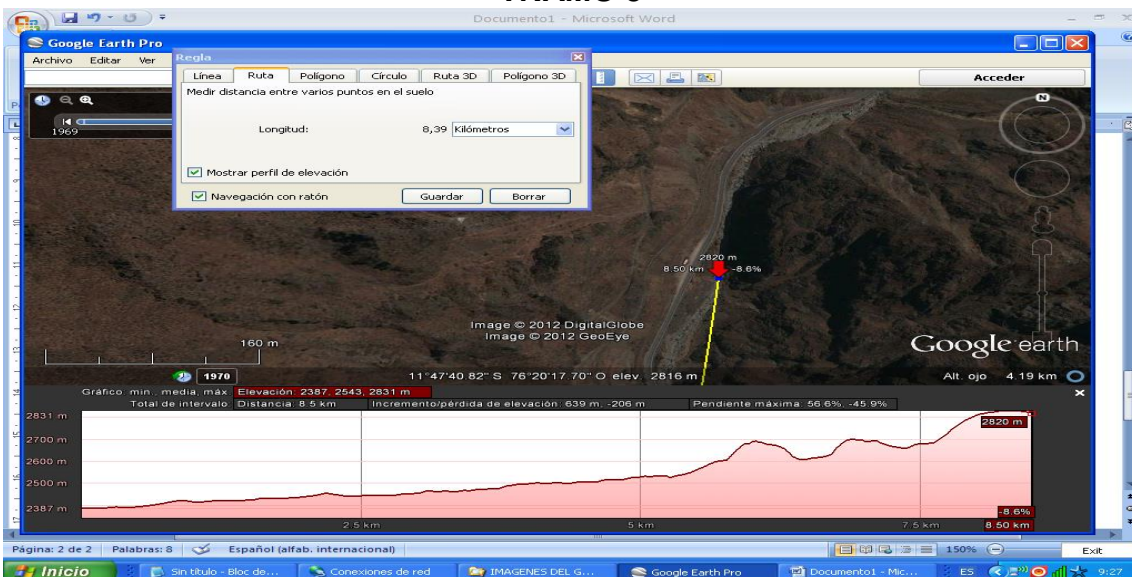 Documento1 - Microsoft Word
Google Earth Pro
Archivo Editar Ver
Regla
Línea Ruta Polígono Círculo Ruta 3D Polígono 3D
Acceder
Medir distancia entre varios puntos en el suelo
Longitud: 8,39 Kilómetros
1969
Mostrar perfil de elevación
Navegación con ratón Guardar Borrar
N
2820 m
8.50 km -8.6%
Image © 2012 DigitalGlobe
Image © 2012 GeoEye
160 m
Google earth
1970
11°47'40.82" S 76°20'17.70" O elev. 2816 m
Alt. ojo 4.19 km
Gráfico: mín., media, máx. Elevación: 2387, 2543, 2831 m
Total de intervalo: Distancia: 8.5 km Incremento/pérdida de elevación: 639 m, -206 m Pendiente máxima: 56.6%, -45.9%
2831 m
2820 m
2700 m
2600 m
2500 m
2387 m
-8.6%
2.5 km 5 km 7.5 km 8.50 km
Página: 2 de 2 Palabras: 8 Español (alfab. internacional) 150% Exit
Inicio Sin título - Bloc de... Conexiones de red IMAGENES DEL G... Google Earth Pro Documento1 - Mic... ES 9:27